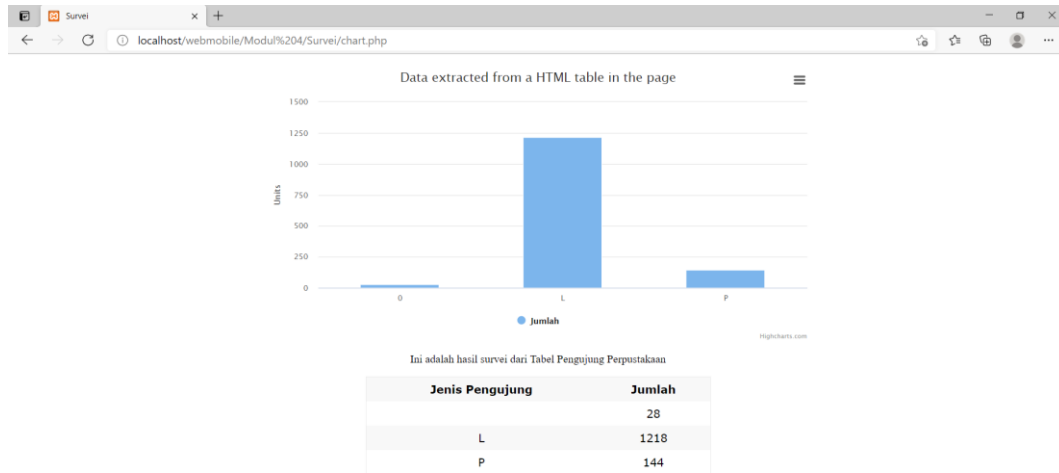 Survei
localhost/webmobile/Modul%204/Survei/chart.php
Data extracted from a HTML table in the page
1500
1250
1000
750
500
250
0
Units
0 L P
Jumlah
Highcharts.com
Ini adalah hasil survei dari Tabel Pengujung Perpustakaan
Jenis Pengujung Jumlah
28
L 1218
P 144